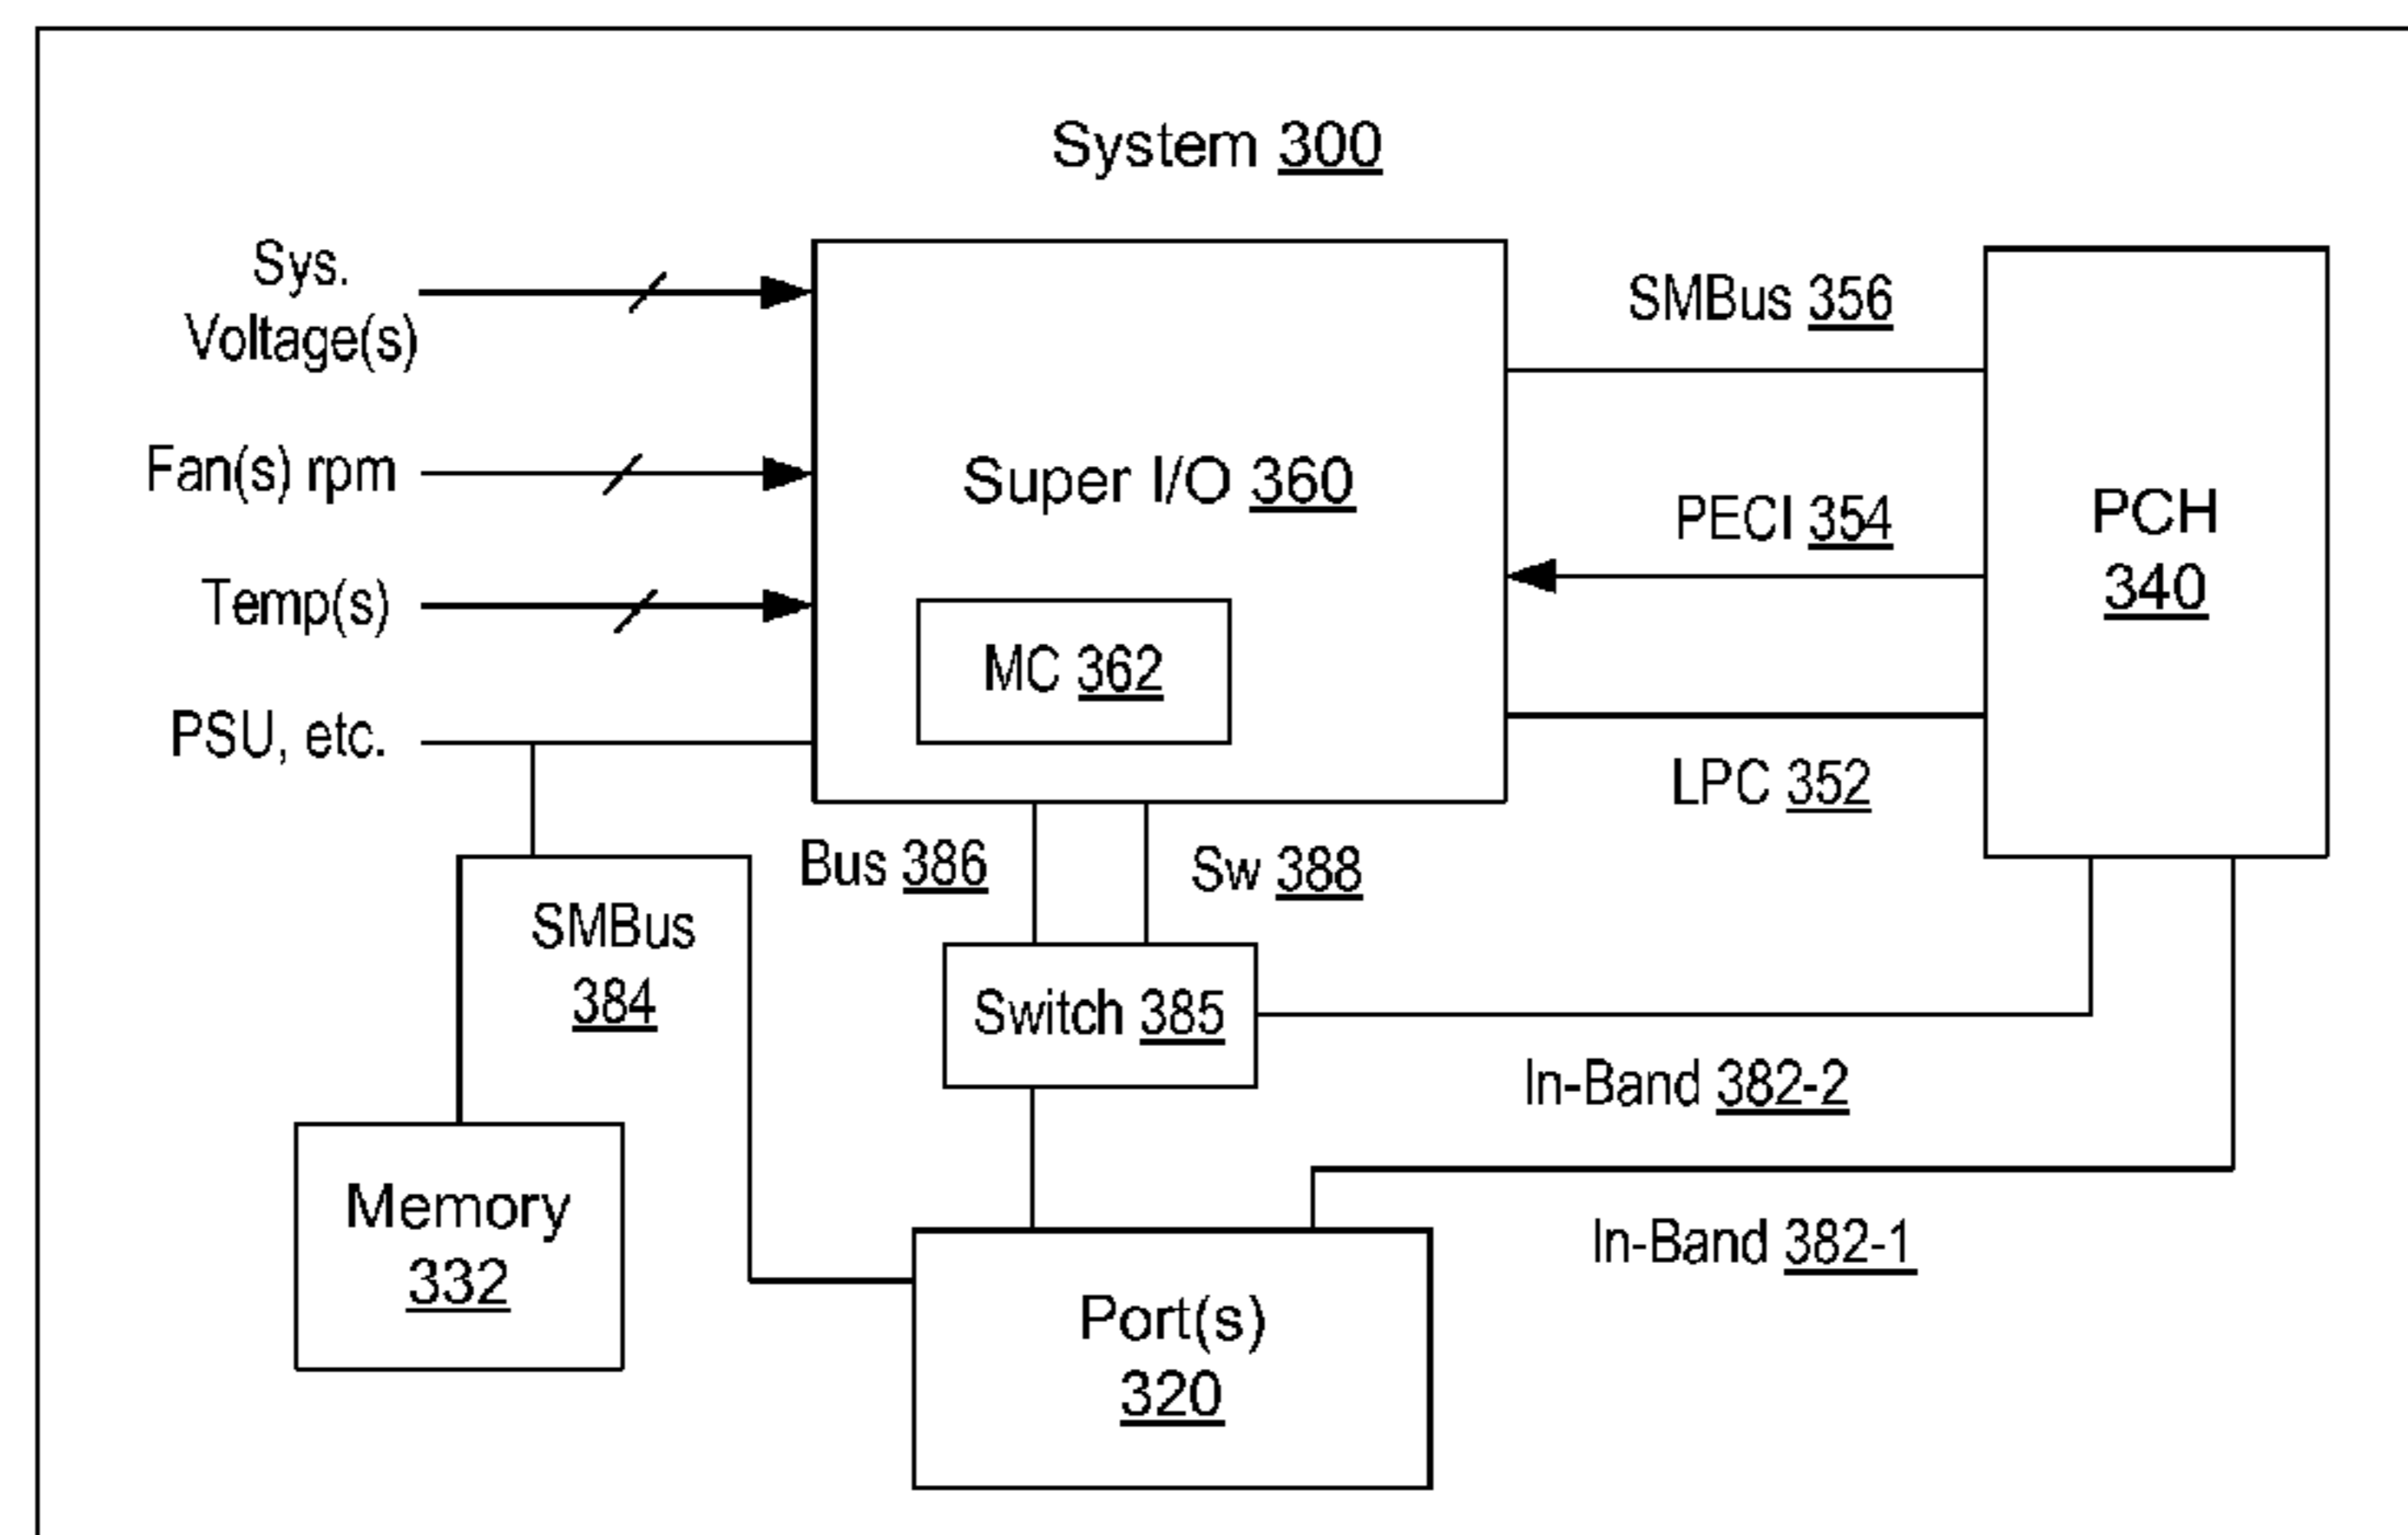 System 300
Sys.
Voltage(s)
SMBus 356
Fan(s) rpm
Super I/O 360
PECI 354
PCH
340
Temp(s)
MC 362
PSU, etc.
LPC 352
Bus 386
Sw 388
SMBus
384
Switch 385
In-Band 382-2
Memory
332
In-Band 382-1
Port(s)
320